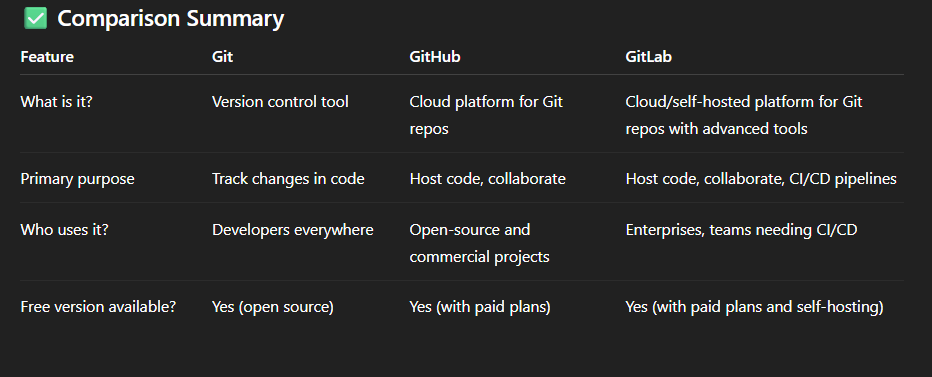 ✅ Comparison Summary
Feature Git GitHub GitLab
What is it? Version control tool Cloud platform for Git Cloud/self-hosted platform for Git
repos repos with advanced tools
Primary purpose Track changes in code Host code, collaborate Host code, collaborate, CI/CD pipelines
Who uses it? Developers everywhere Open-source and Enterprises, teams needing CI/CD
commercial projects
Free version available? Yes (open source) Yes (with paid plans) Yes (with paid plans and self-hosting)